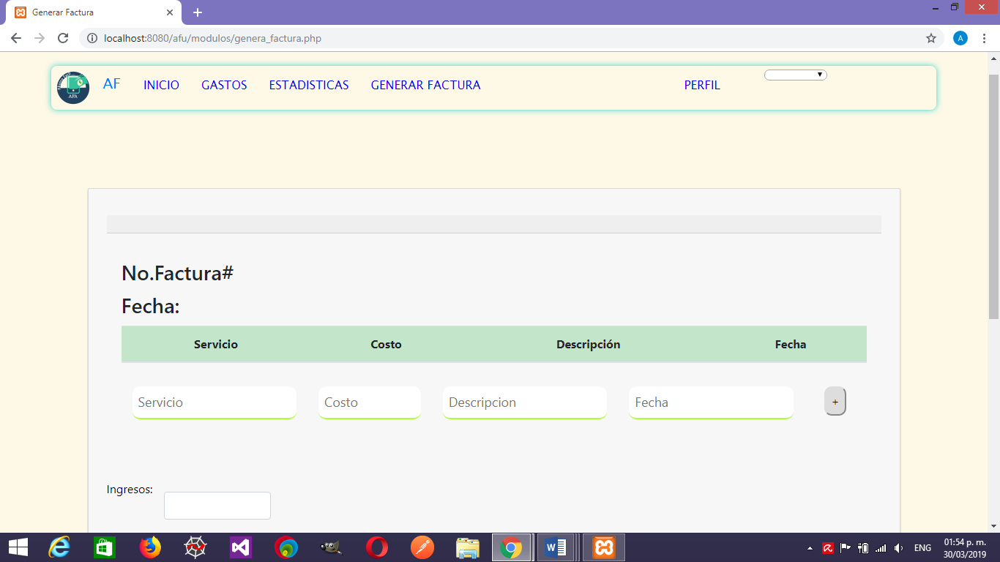 Generar Factura
localhost:8080/afu/modulos/genera_factura.php
A
AFA
AF INICIO GASTOS ESTADISTICAS GENERAR FACTURA PERFIL
No.Factura#
Fecha:
Servicio Costo Descripción Fecha
Servicio Costo Descripcion Fecha +
Ingresos:
ENG
01:54 p. m.
30/03/2019